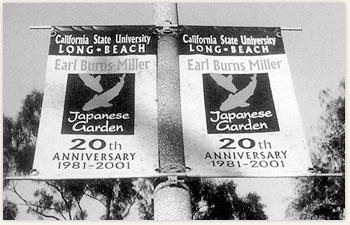 California State University
LONG • BEACH
Earl Burns Miller
Japanese
Garden
20th
ANNIVERSARY
1981-2001
California State University
LONG • BEACH
Earl Burns Miller
Japanese
Garden
20th
ANNIVERSARY
1981-2001